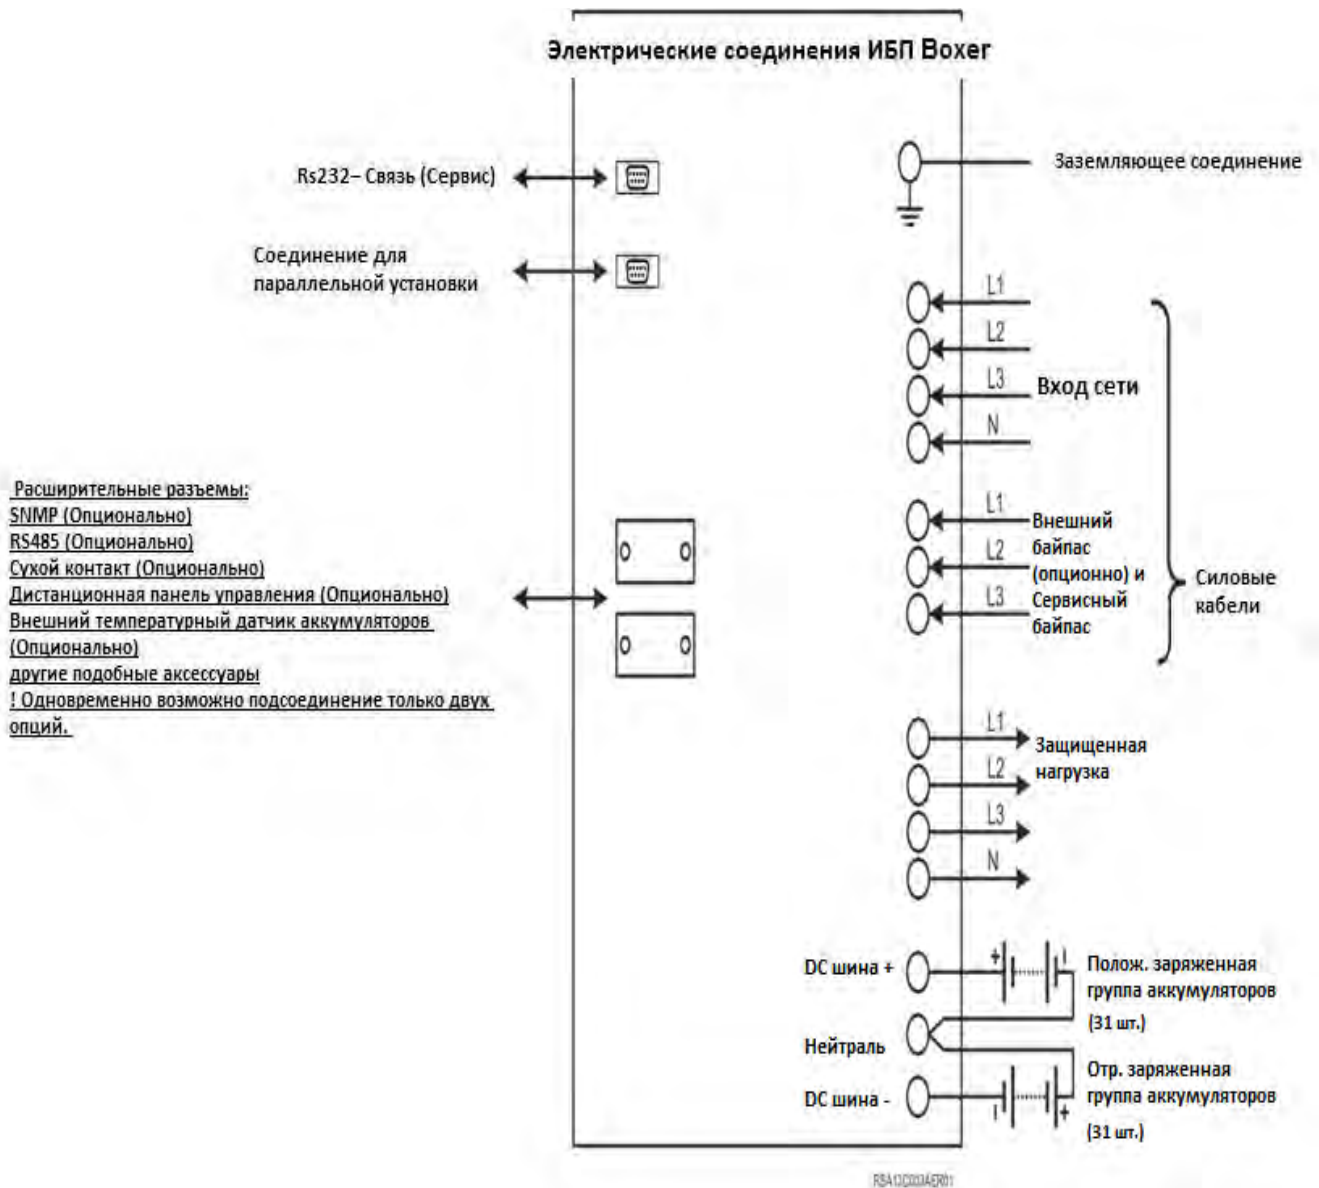 Электрические соединения ИБП Boxer
Rs232– Связь (Сервис)
Заземляющее соединение
Соединение для
параллельной установки
L1
L2
L3
N
Вход сети
Расширительные разъемы:
SNMP (Опционально)
RS485 (Опционально)
Сухой контакт (Опционально)
Дистанционная панель управления (Опционально)
Внешний температурный датчик аккумуляторов
(Опционально)
другие подобные аксессуары
! Одновременно возможно подсоединение только двух
опций.
L1
L2
L3
Внешний
байпас
(опционно) и
Сервисный
байпас
Силовые
кабели
L1
L2
L3
N
Защищенная
нагрузка
DC шина +
+
-
Полож. заряженная
группа аккумуляторов
(31 шт.)
Нейтраль
DC шина -
-
+
Отр. заряженная
группа аккумуляторов
(31 шт.)